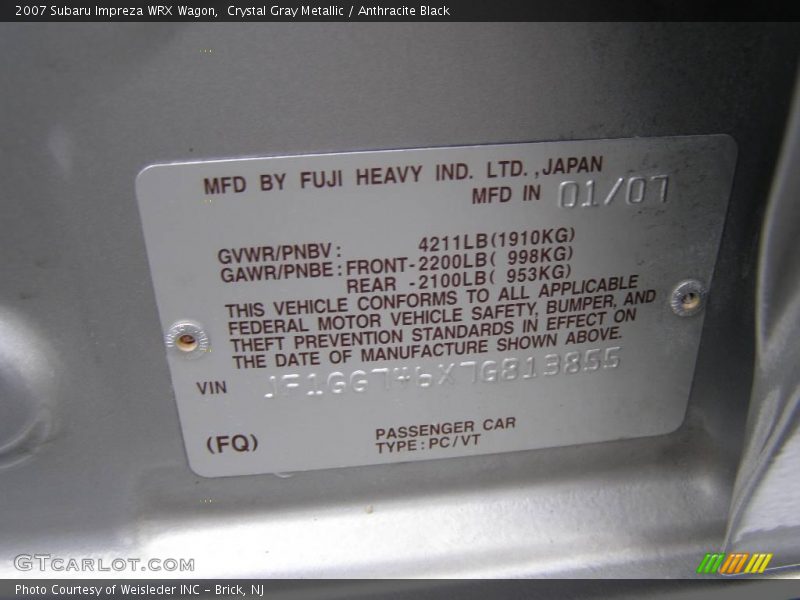 2007 Subaru Impreza WRX Wagon,  Crystal Gray Metallic / Anthracite Black
MFD BY FUJI HEAVY IND. LTD.,JAPAN
MFD IN 01/07
GVWR/PNBV: 4211LB(1910KG)
GAWR/PNBE:FRONT-2200LB( 998KG)
REAR -2100LB( 953KG)
THIS VEHICLE CONFORMS TO ALL APPLICABLE
FEDERAL MOTOR VEHICLE SAFETY, BUMPER, AND
THEFT PREVENTION STANDARDS IN EFFECT ON
THE DATE OF MANUFACTURE SHOWN ABOVE
VIN JF1GG746X7G813855
(FQ)
PASSENGER CAR
TYPE:PC/VT
GTCARLOT.COM
Photo Courtesy of Weisleder INC - Brick, NJ